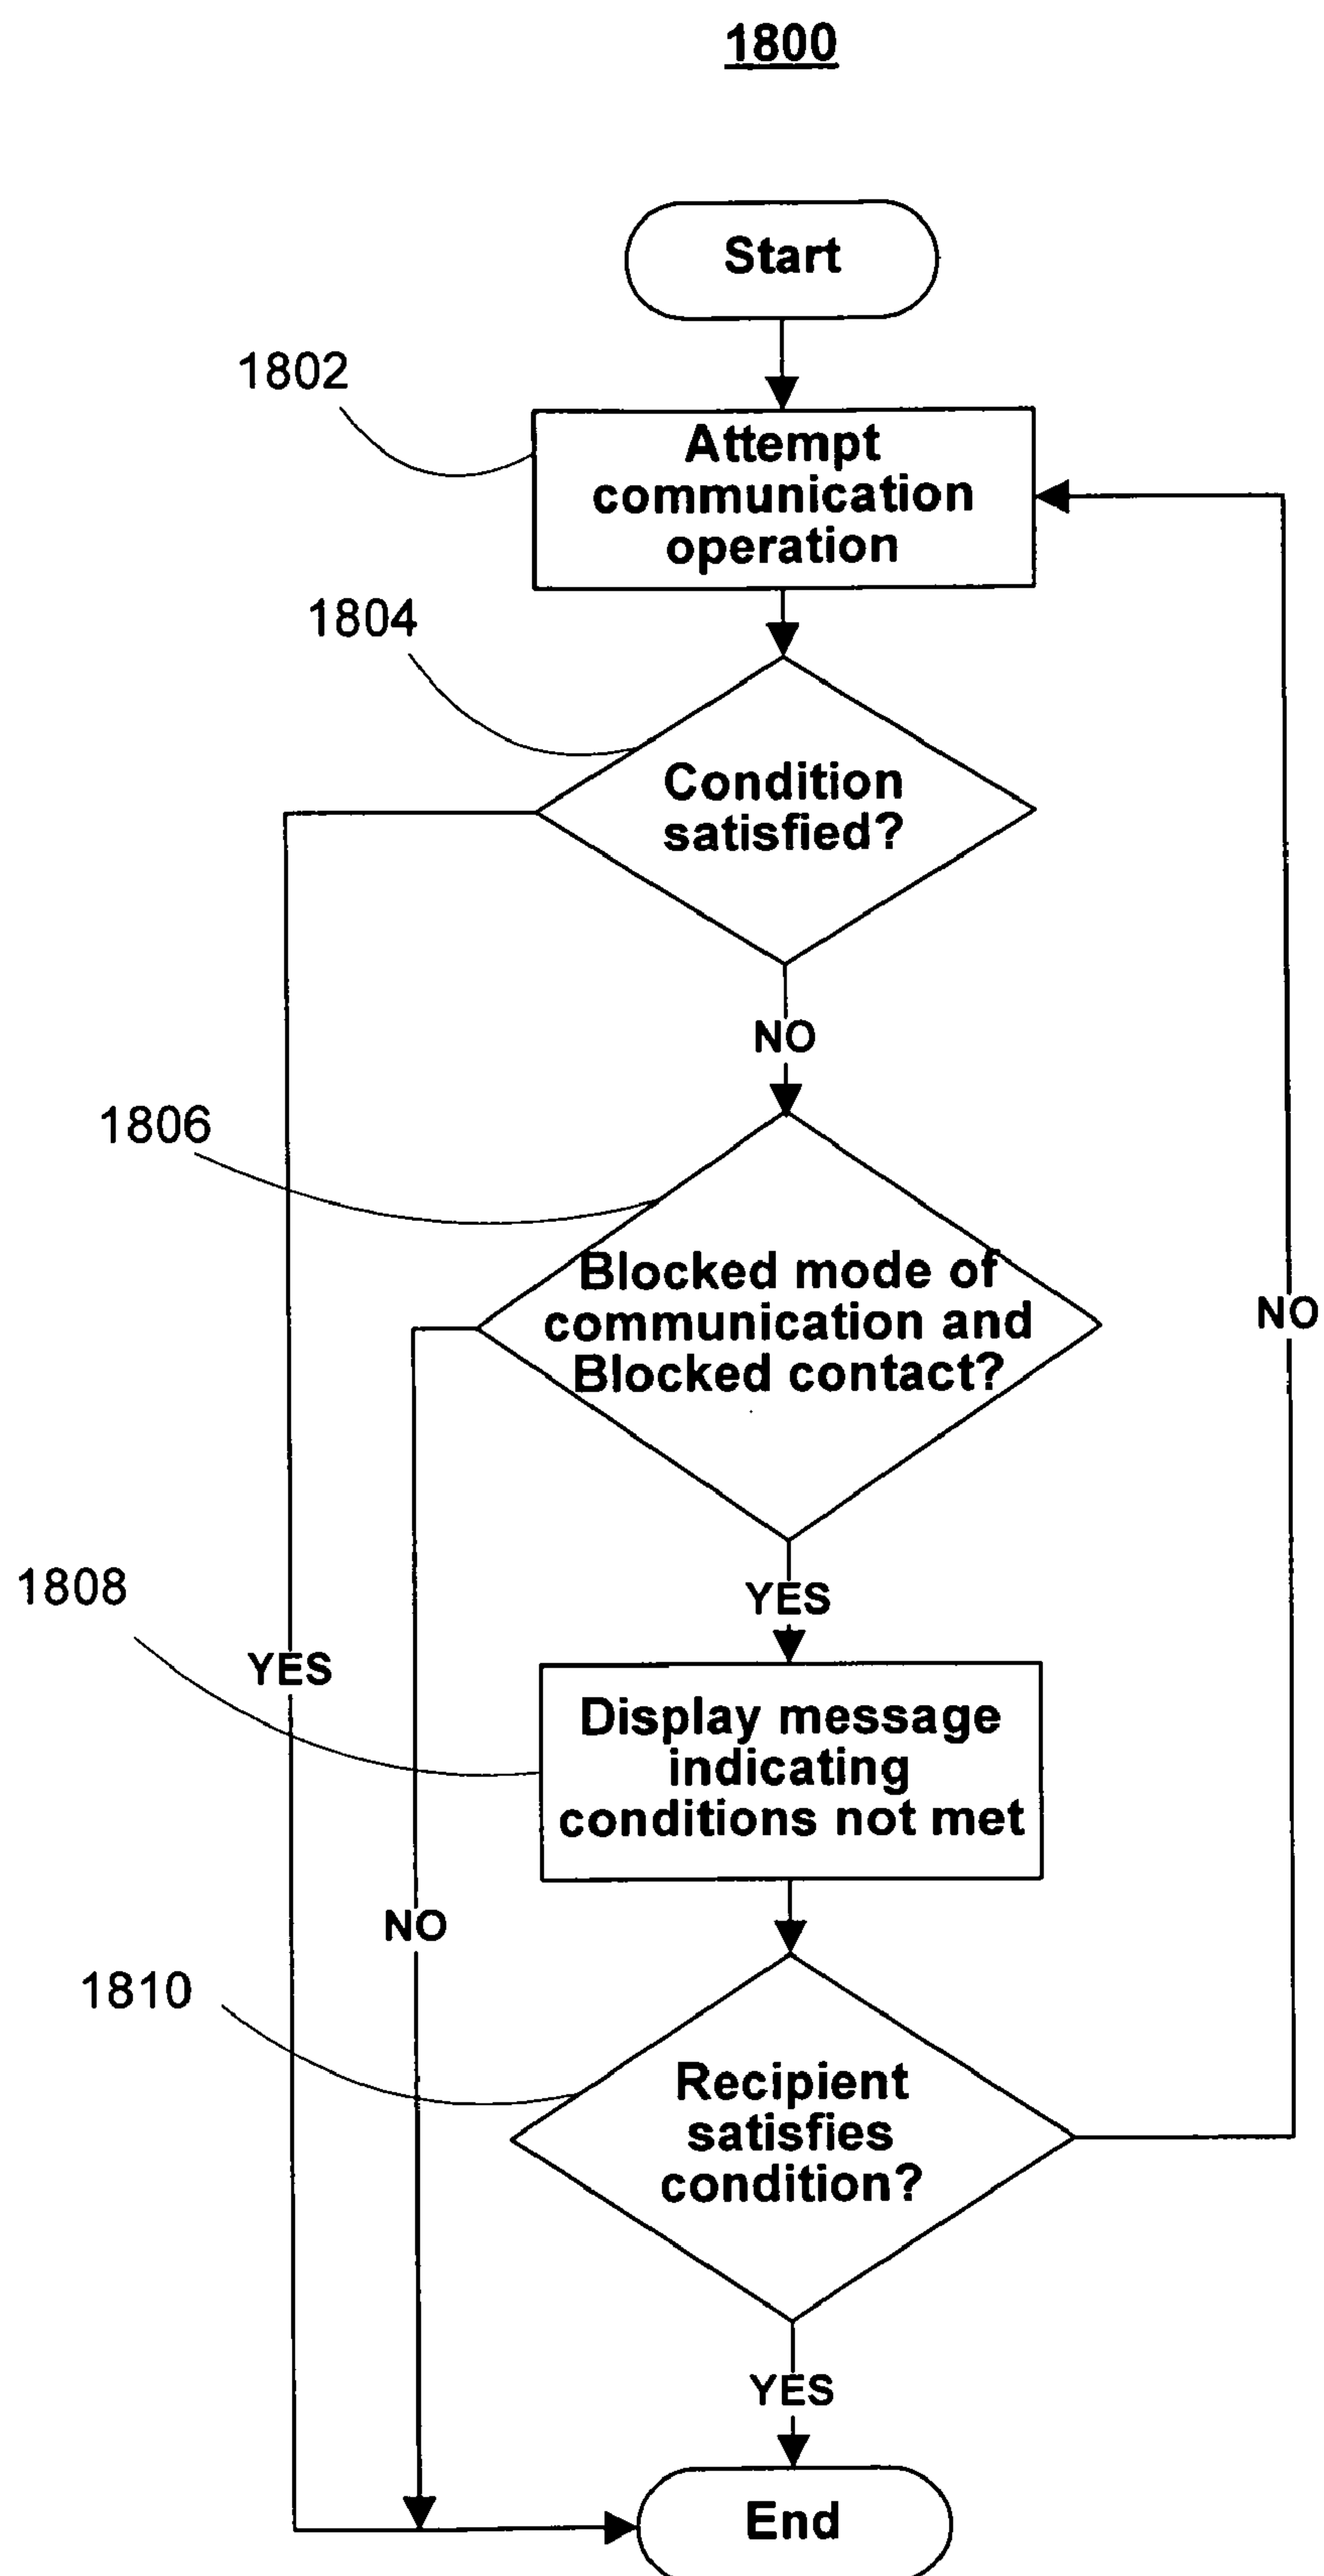 1800
Start
1802
Attempt
communication
operation
1804
Condition
satisfied?
NO
1806
Blocked mode of
communication and
Blocked contact?
NO
YES
1808
YES
Display message
indicating
conditions not met
NO
1810
Recipient
satisfies
condition?
YES
End